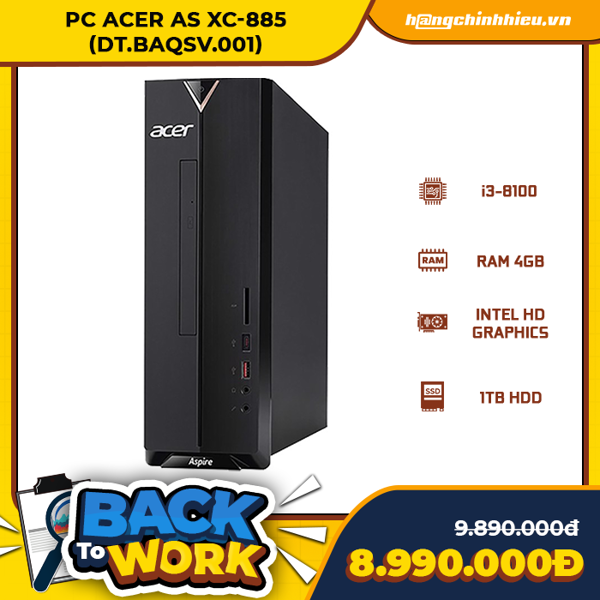 PC ACER AS XC-885
(DT.BAQSV.001)
hangchinhhieu.vn
acer
i3-8100
RAM
RAM 4GB
INTEL HD
GRAPHICS
SSD
1TB HDD
Aspire
BACK
To
WORK
9.890.000đ
8.990.000Đ